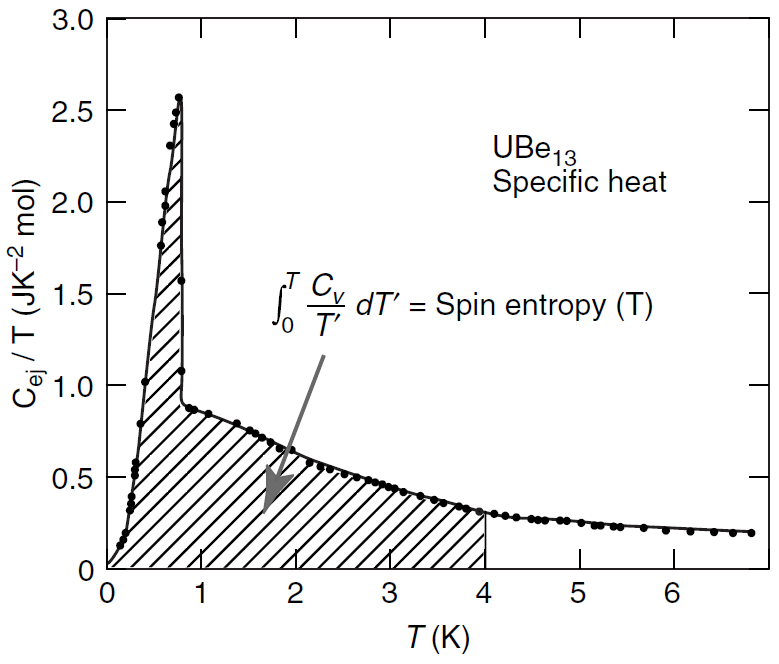 3.0
2.5
2.0
1.5
1.0
0.5
0
C_ej / T (JK⁻² mol)
UBe₁₃
Specific heat
∫₀ᵀ C_v/T′ dT′ = Spin entropy (T)
0 1 2 3 4 5 6
T (K)